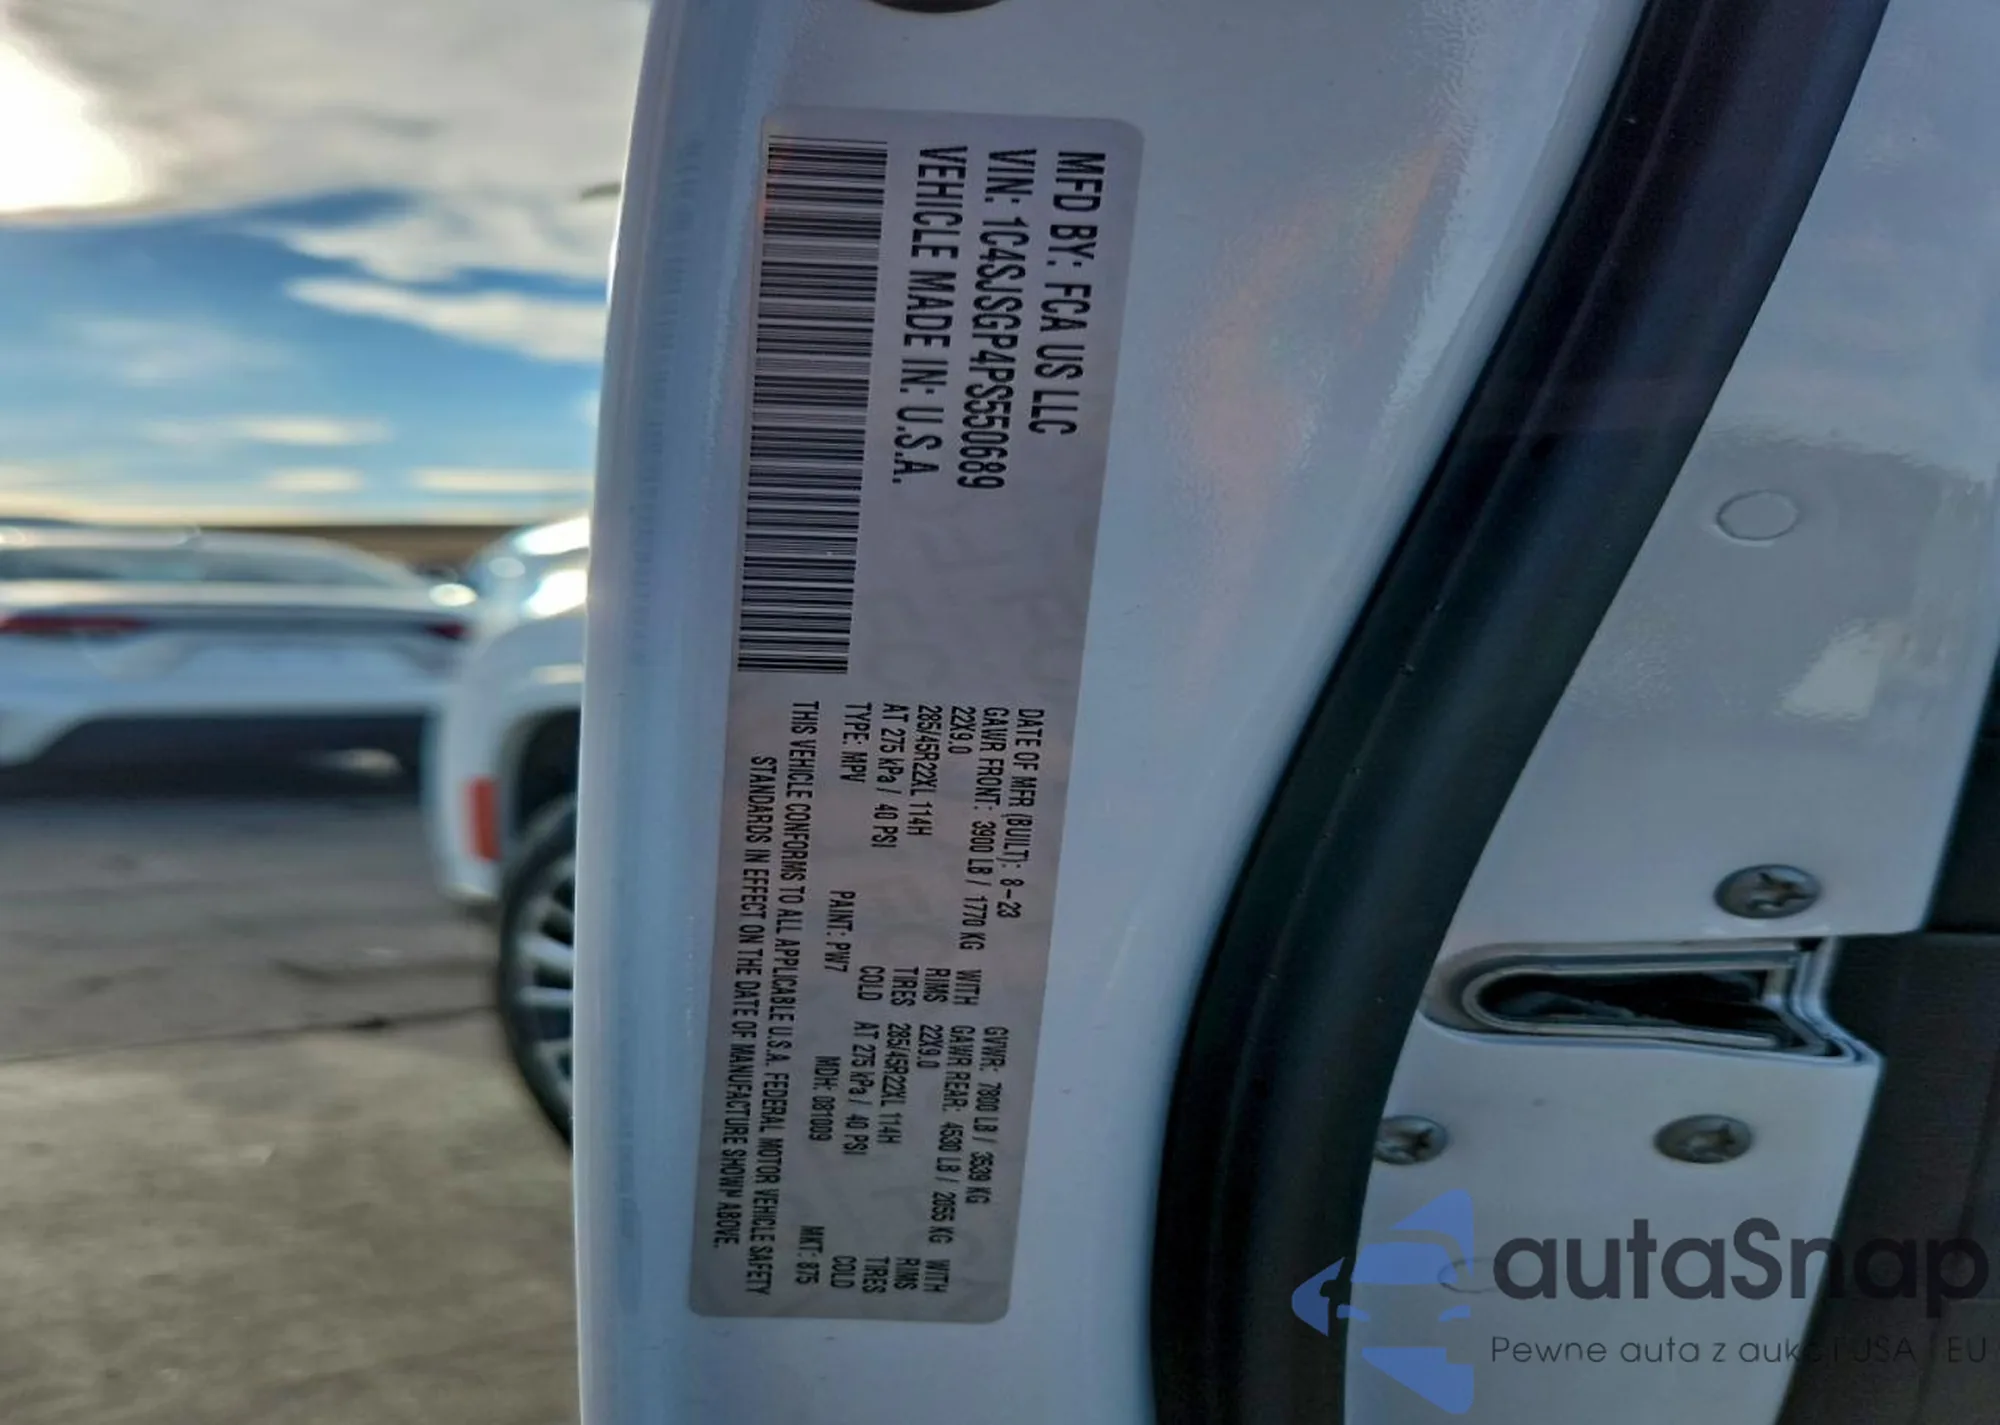 MFD BY: FCA US LLC
VIN: 1C4SJSGP4PS550689
VEHICLE MADE IN: U.S.A.
DATE OF MFR (BUILT): 8-23 GVWR: 7800 LB / 3539 KG
GAWR FRONT: 3900 LB / 1770 KG WITH GAWR REAR: 4530 LB / 2055 KG WITH
22X9.0 RIMS 22X9.0 RIMS
285/45R22XL 114H TIRES 285/45R22XL 114H TIRES
AT 275 kPa / 40 PSI COLD AT 275 kPa / 40 PSI COLD
TYPE: MPV PAINT: PW7 MDH: 081009 MKT: 875
THIS VEHICLE CONFORMS TO ALL APPLICABLE U.S.A. FEDERAL MOTOR VEHICLE SAFETY
STANDARDS IN EFFECT ON THE DATE OF MANUFACTURE SHOWN ABOVE.
autaSnap
Pewne auta z aukcji USA EU